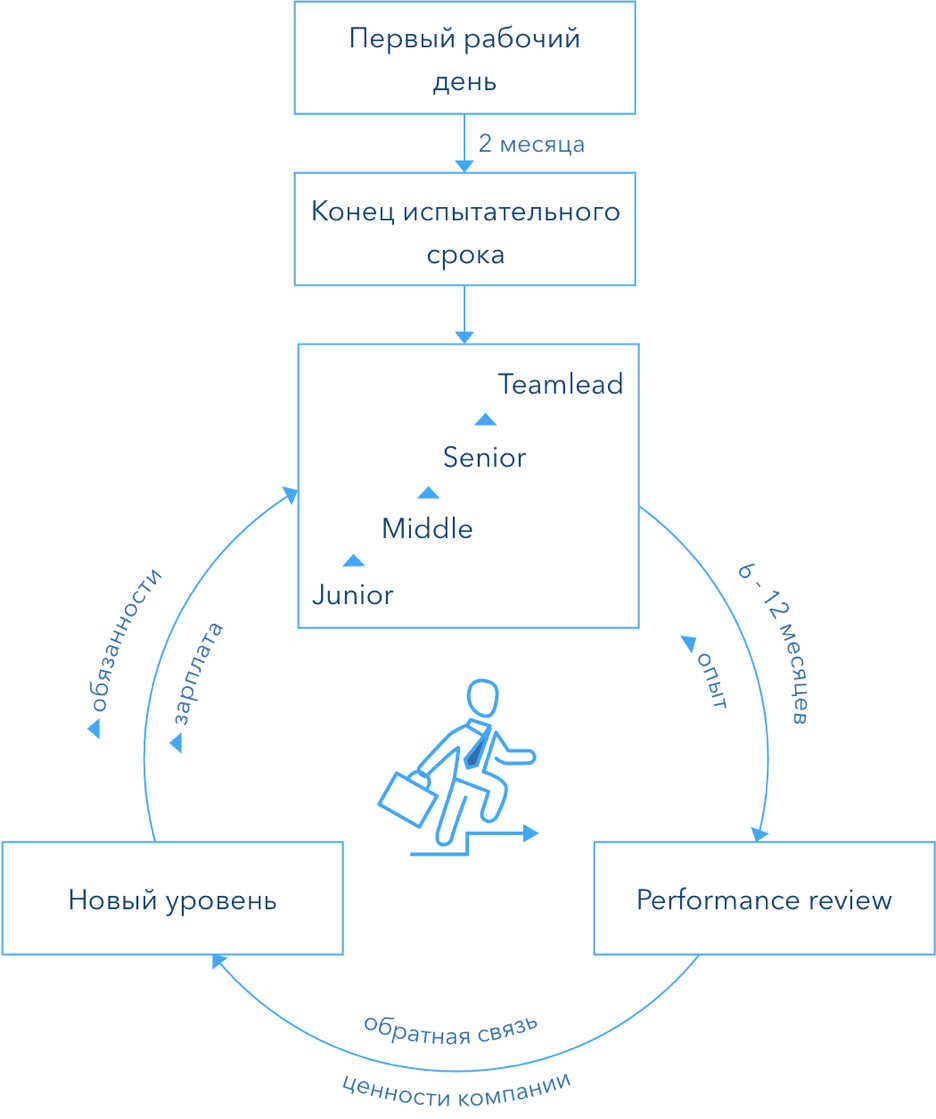 Первый рабочий
день
2 месяца
Конец испытательного
срока
Teamlead
Senior
Middle
Junior
обязанности
зарплата
6 - 12 месяцев
опыт
Новый уровень
Performance review
обратная связь
ценности компании